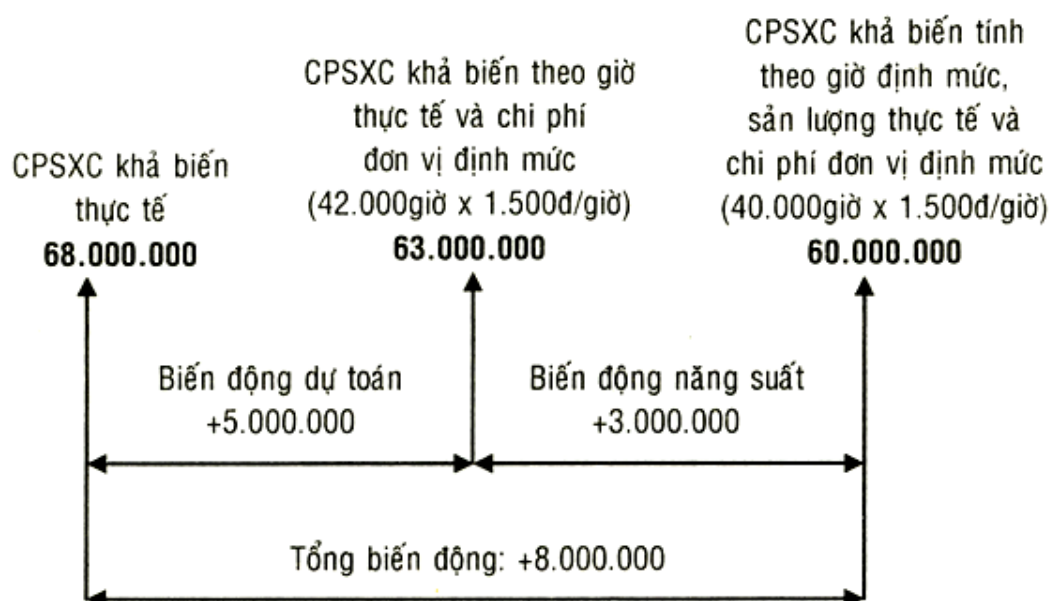 CPSXC khả biến
thực tế
68.000.000
CPSXC khả biến theo giờ
thực tế và chi phí
đơn vị định mức
(42.000giờ x 1.500đ/giờ)
63.000.000
CPSXC khả biến tính
theo giờ định mức,
sản lượng thực tế và
chi phí đơn vị định mức
(40.000giờ x 1.500đ/giờ)
60.000.000
Biến động dự toán
+5.000.000
Biến động năng suất
+3.000.000
Tổng biến động: +8.000.000